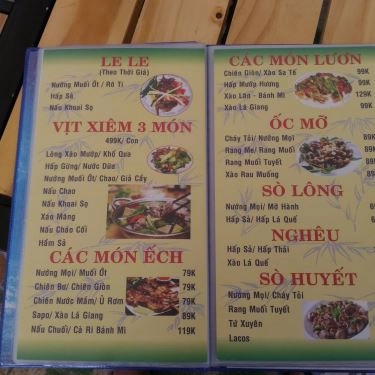 LE LE
(Theo Thời Giá)
Nướng Muối Ớt/ Rô Ti
Hấp Sả
Nấu Khoai Sọ
VỊT XIÊM 3 MÓN
499K/ Con
Lòng Xào Mướp/ Khổ Qua
Hấp Gừng/ Nước Dừa
Nướng Muối Ớt/ Chao/ Giả Cầy
Nấu Chao
Nấu Khoai Sọ
Xáo Măng
Nấu Cháo Cối
Hầm Sả
CÁC MÓN ẾCH
Nướng Mọi/ Muối Ớt 79K
Chiên Bơ/ Chiên Giòn 79K
Chiên Nước Mắm/ Ủ Rơm 79K
Sapo/ Xào Lá Giang 89K
Nấu Chuối/ Cà Ri Bánh Mì 119K
CÁC MÓN LƯƠN
Chiên Giòn/ Xào Sa Tế 99K
Hấp Mướp Hương 99K
Xào Lăn - Bánh Mì 129K
Xào Lá Giang 99K
ỐC MỠ
Cháy Tỏi/ Nướng Mọi
Rang Me/ Rang Muối
Rang Muối Tuyết
Xào Rau Muống
SÒ LÔNG
Nướng Mọi/ Mỡ Hành
Hấp Sả/ Hấp Lá Quế
NGHÊU
Hấp Sả/ Hấp Thái
Xào Lá Quế
SÒ HUYẾT
Nướng Mọi/ Cháy Tỏi
Rang Muối Tuyết
Tứ Xuyên
Lacos